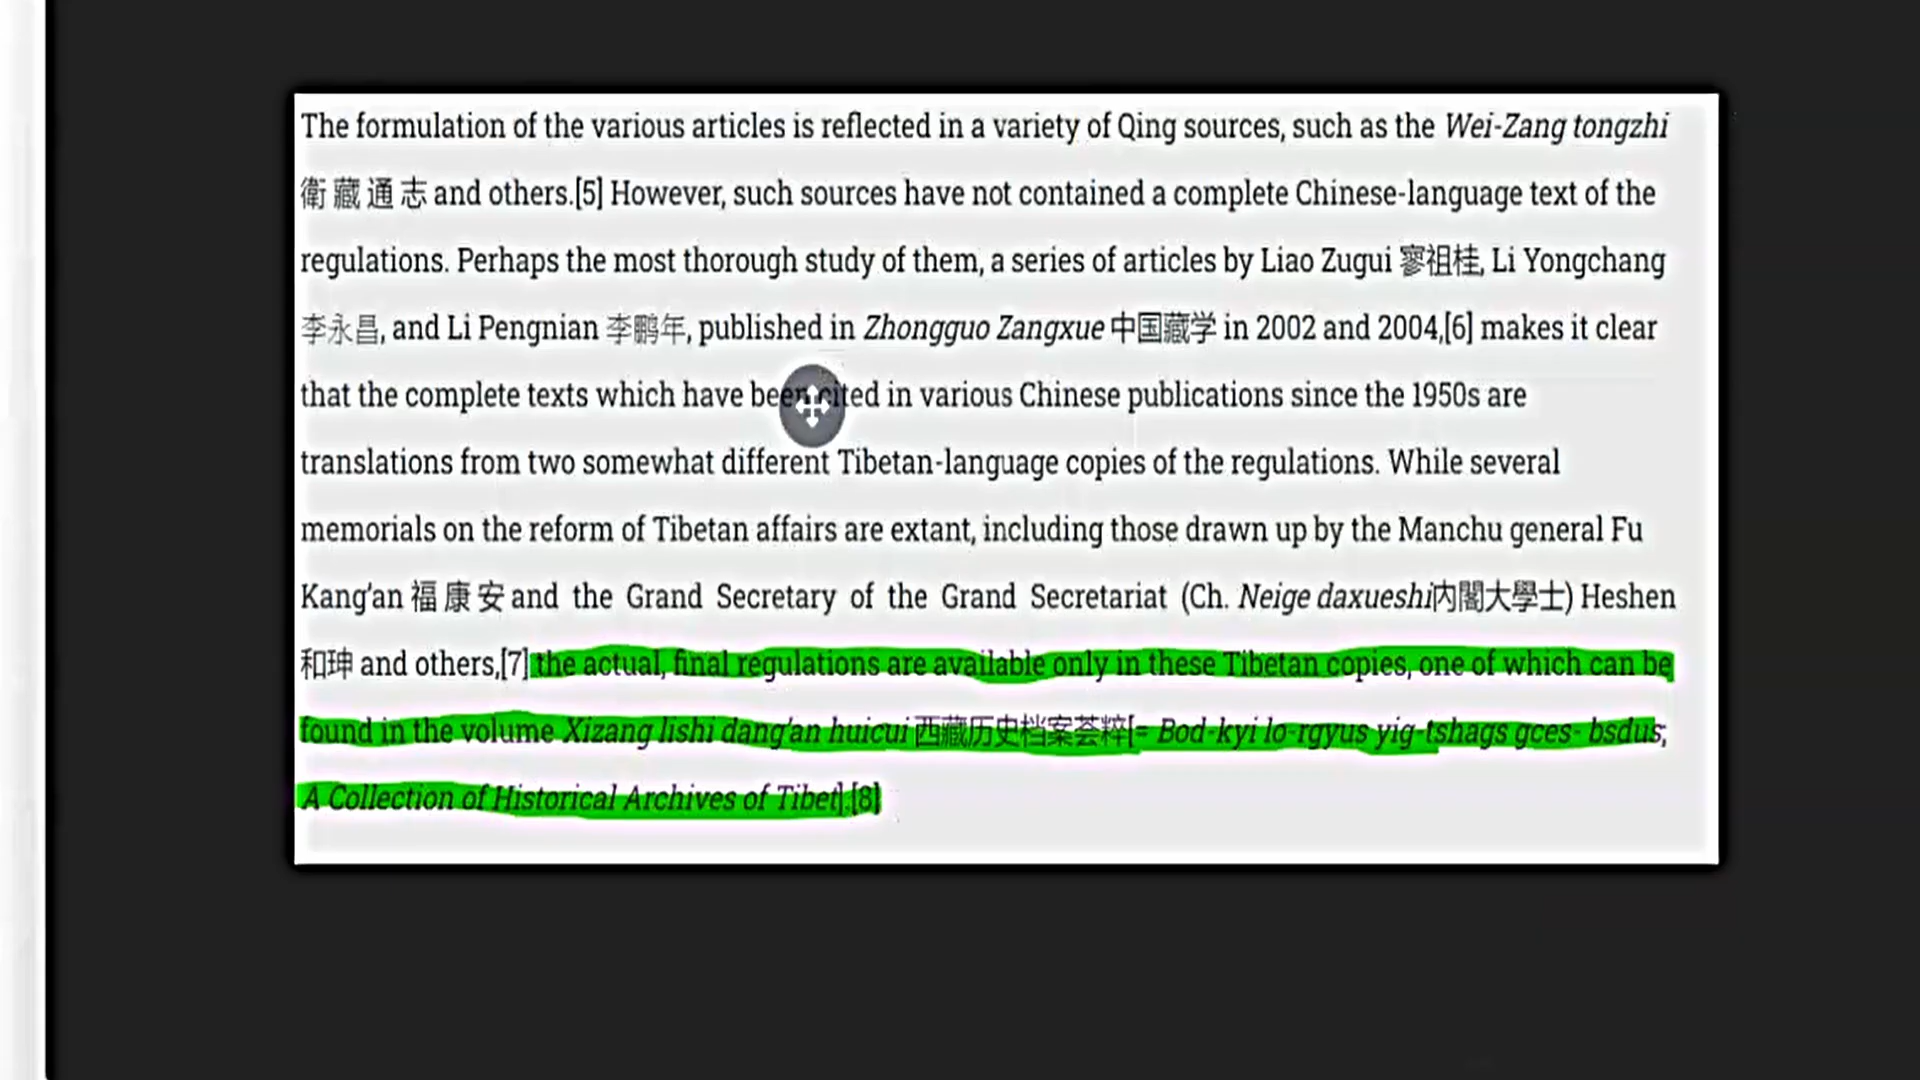 The formulation of the various articles is reflected in a variety of Qing sources, such as the Wei-Zang tongzhi
衛藏通志 and others.[5] However, such sources have not contained a complete Chinese-language text of the
regulations. Perhaps the most thorough study of them, a series of articles by Liao Zugui 寥祖桂, Li Yongchang
李永昌, and Li Pengnian 李鹏年, published in Zhongguo Zangxue 中国藏学 in 2002 and 2004,[6] makes it clear
that the complete texts which have been cited in various Chinese publications since the 1950s are
translations from two somewhat different Tibetan-language copies of the regulations. While several
memorials on the reform of Tibetan affairs are extant, including those drawn up by the Manchu general Fu
Kang'an 福康安 and the Grand Secretary of the Grand Secretariat (Ch. Neige daxueshi内閣大學士) Heshen
和珅 and others,[7] the actual, final regulations are available only in these Tibetan copies, one of which can be
found in the volume Xizang lishi dang'an huicui 西藏历史档案荟粹[= Bod-kyi lo-rgyus yig-tshags gces- bsdus;
A Collection of Historical Archives of Tibet].[8]